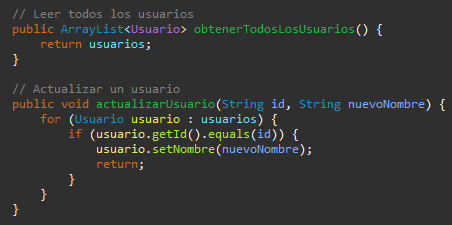 // Leer todos los usuarios
public ArrayList<Usuario> obtenerTodosLosUsuarios() {
    return usuarios;
}

// Actualizar un usuario
public void actualizarUsuario(String id, String nuevoNombre) {
    for (Usuario usuario : usuarios) {
        if (usuario.getId().equals(id)) {
            usuario.setNombre(nuevoNombre);
            return;
        }
    }
}